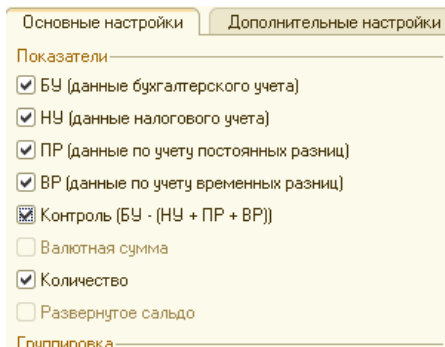 Основные настройки Дополнительные настройки
Показатели
БУ (данные бухгалтерского учета)
НУ (данные налогового учета)
ПР (данные по учету постоянных разниц)
ВР (данные по учету временных разниц)
Контроль (БУ - (НУ + ПР + ВР))
Валютная сумма
Количество
Развернутое сальдо
Группировка